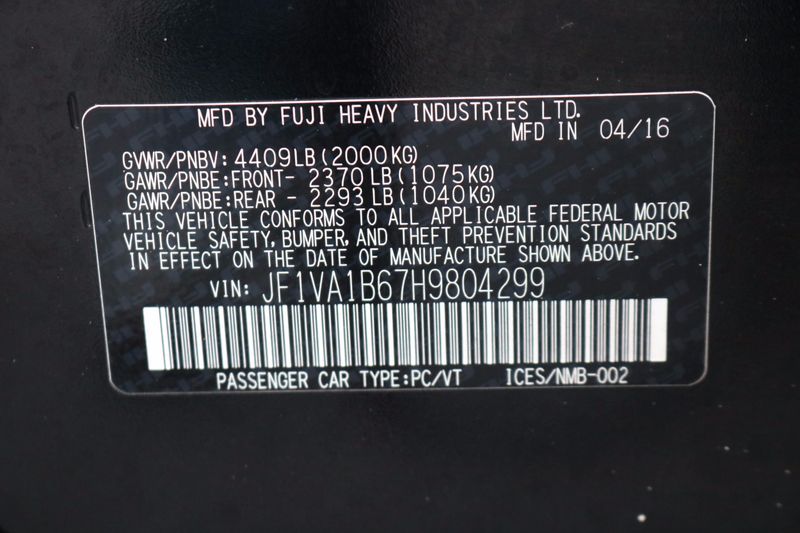 MFD BY FUJI HEAVY INDUSTRIES LTD.
MFD IN 04/16
GVWR/PNBV: 4409LB(2000KG)
GAWR/PNBE:FRONT- 2370LB(1075KG)
GAWR/PNBE:REAR - 2293LB(1040KG)
THIS VEHICLE CONFORMS TO ALL APPLICABLE FEDERAL MOTOR
VEHICLE SAFETY, BUMPER, AND THEFT PREVENTION STANDARDS
IN EFFECT ON THE DATE OF MANUFACTURE SHOWN ABOVE.
VIN: JF1VA1B67H9804299
PASSENGER CAR TYPE:PC/VT ICES/NMB-002